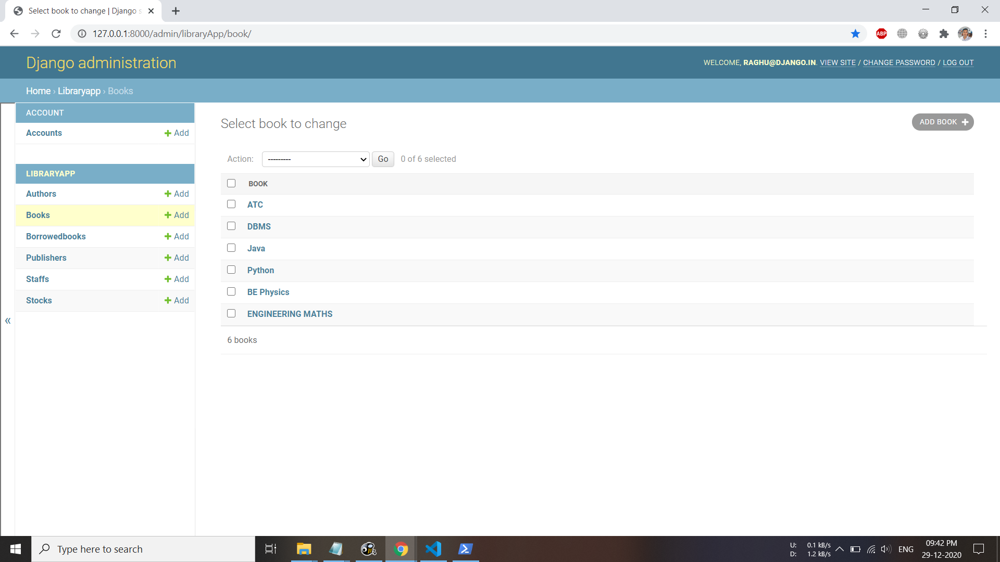 Select book to change | Django s
127.0.0.1:8000/admin/libraryApp/book/
ABP
Django administration
WELCOME, RAGHU@DJANGO.IN. VIEW SITE / CHANGE PASSWORD / LOG OUT
Home › Libraryapp › Books
ACCOUNT
Accounts Add
LIBRARYAPP
Authors Add
Books Add
Borrowedbooks Add
Publishers Add
Staffs Add
Stocks Add
«
Select book to change
ADD BOOK
Action: --------- Go 0 of 6 selected
BOOK
ATC
DBMS
Java
Python
BE Physics
ENGINEERING MATHS
6 books
Type here to search
U: 0.1 kB/s
D: 1.2 kB/s
ENG
09:42 PM
29-12-2020